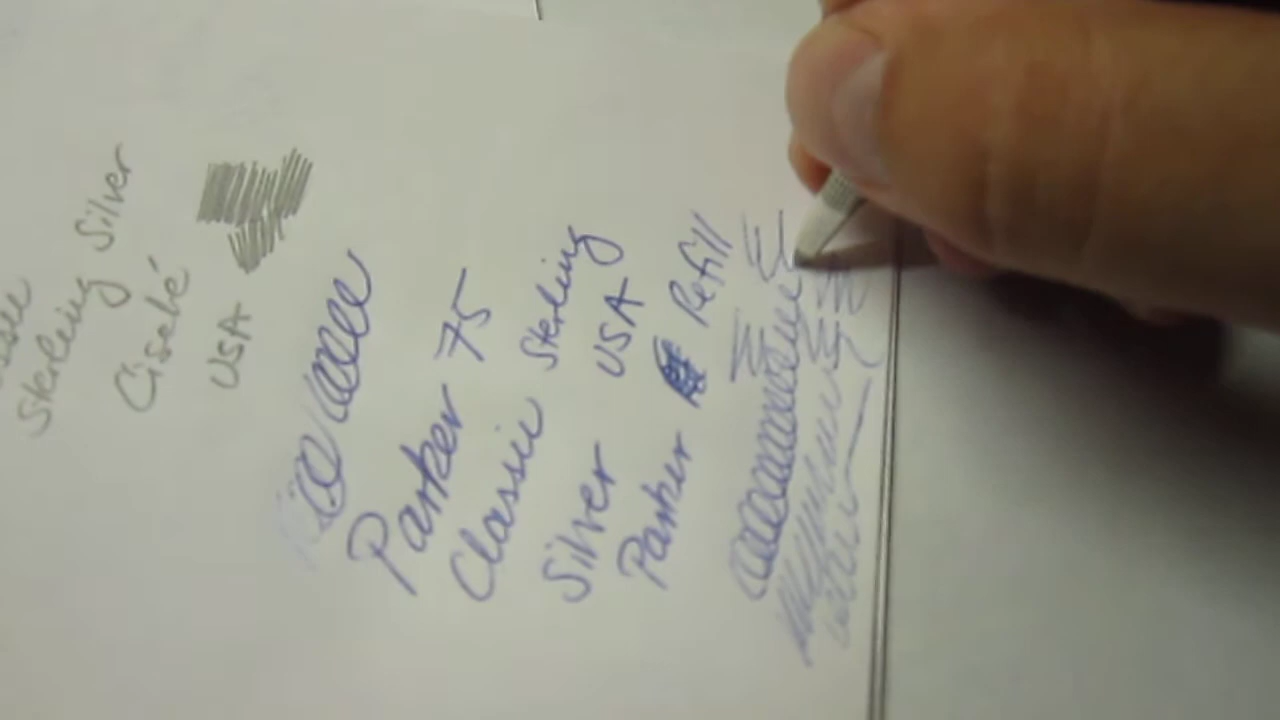 Sterling Silver
Ciselé
USA
Parker 75
Classic Sterling
Silver USA
Parker Refill